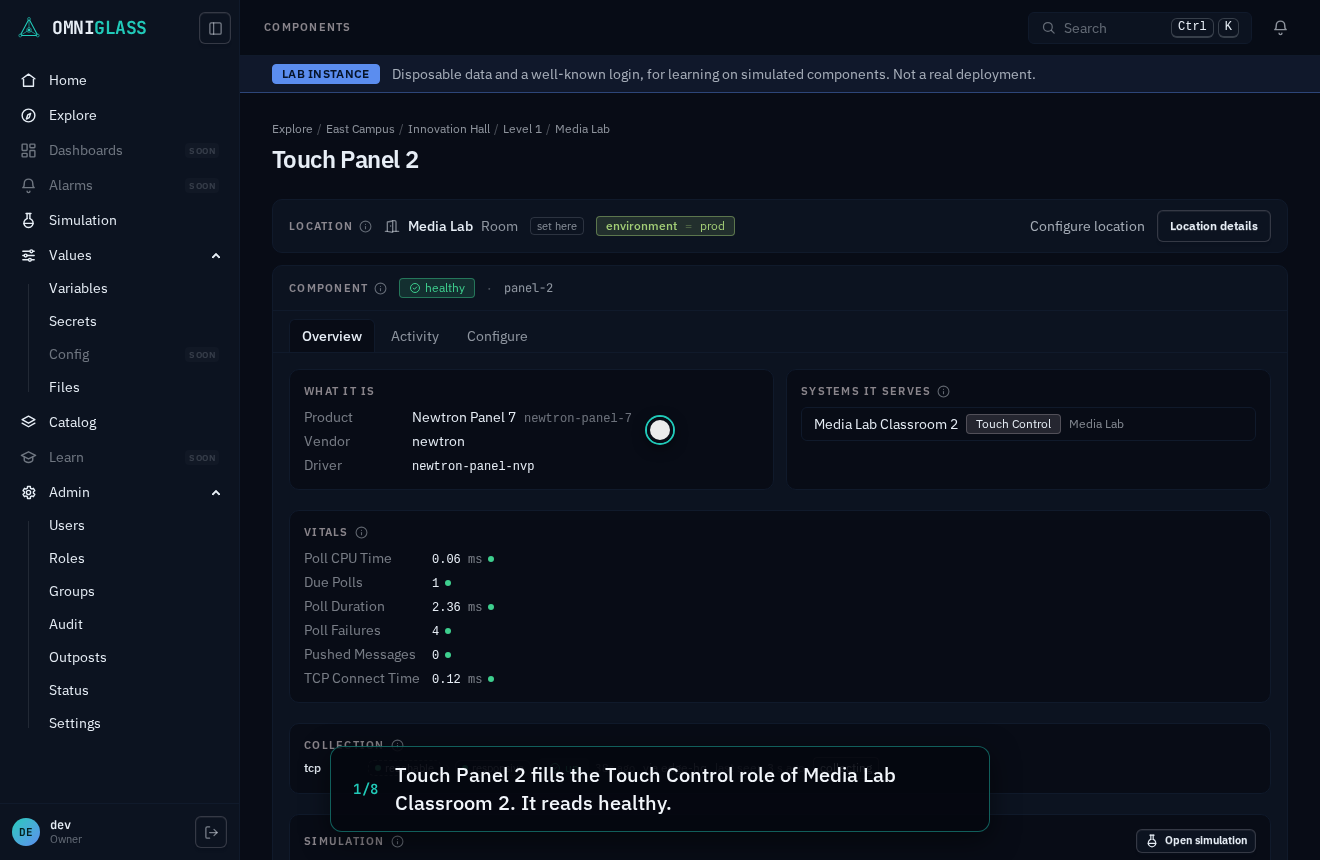 OMNIGLASS
COMPONENTS
Search
Ctrl K
Home
Explore
Dashboards SOON
Alarms SOON
Simulation
Values
Variables
Secrets
Config SOON
Files
Catalog
Learn SOON
Admin
Users
Roles
Groups
Audit
Outposts
Status
Settings
DE
dev
Owner
LAB INSTANCE Disposable data and a well-known login, for learning on simulated components. Not a real deployment.
Explore / East Campus / Innovation Hall / Level 1 / Media Lab
Touch Panel 2
LOCATION Media Lab Room set here environment = prod Configure location Location details
COMPONENT healthy · panel-2
Overview Activity Configure
WHAT IT IS
Product Newtron Panel 7 newtron-panel-7
Vendor newtron
Driver newtron-panel-nvp
SYSTEMS IT SERVES
Media Lab Classroom 2 Touch Control Media Lab
VITALS
Poll CPU Time 0.06 ms
Due Polls 1
Poll Duration 2.36 ms
Poll Failures 4
Pushed Messages 0
TCP Connect Time 0.12 ms
COLLECTION
tcp
1/8
Touch Panel 2 fills the Touch Control role of Media Lab
Classroom 2. It reads healthy.
SIMULATION Open simulation